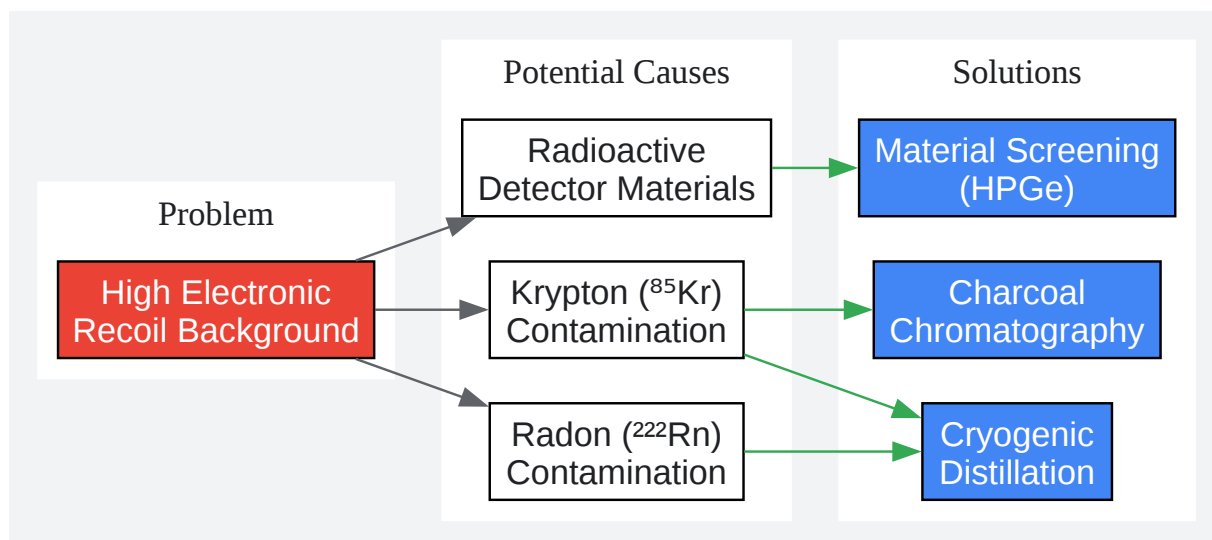 Problem
High Electronic
Recoil Background
Potential Causes
Radioactive
Detector Materials
Krypton (⁸⁵Kr)
Contamination
Radon (²²²Rn)
Contamination
Solutions
Material Screening
(HPGe)
Charcoal
Chromatography
Cryogenic
Distillation